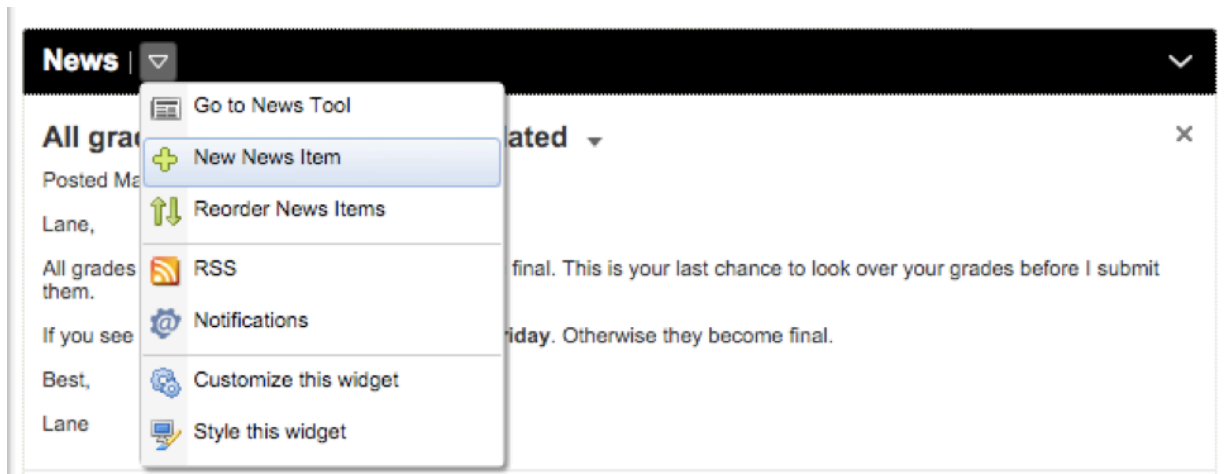 News
Go to News Tool
All gra ated
New News Item
Posted Ma
Reorder News Items
Lane,
All grades final. This is your last chance to look over your grades before I submit
RSS
them.
Notifications
If you see riday. Otherwise they become final.
Best,
Customize this widget
Lane
Style this widget